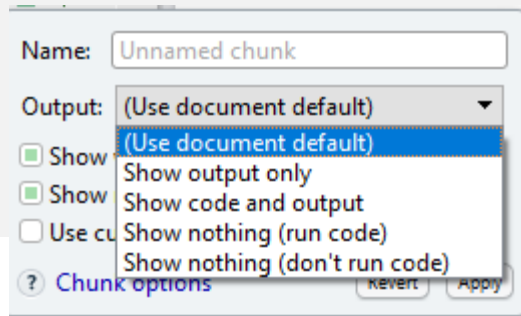 Name: Unnamed chunk
Output: (Use document default)
(Use document default)
Show
Show output only
Show
Show code and output
Show nothing (run code)
Use
Show nothing (don't run code)
? Chunk options Revert Apply